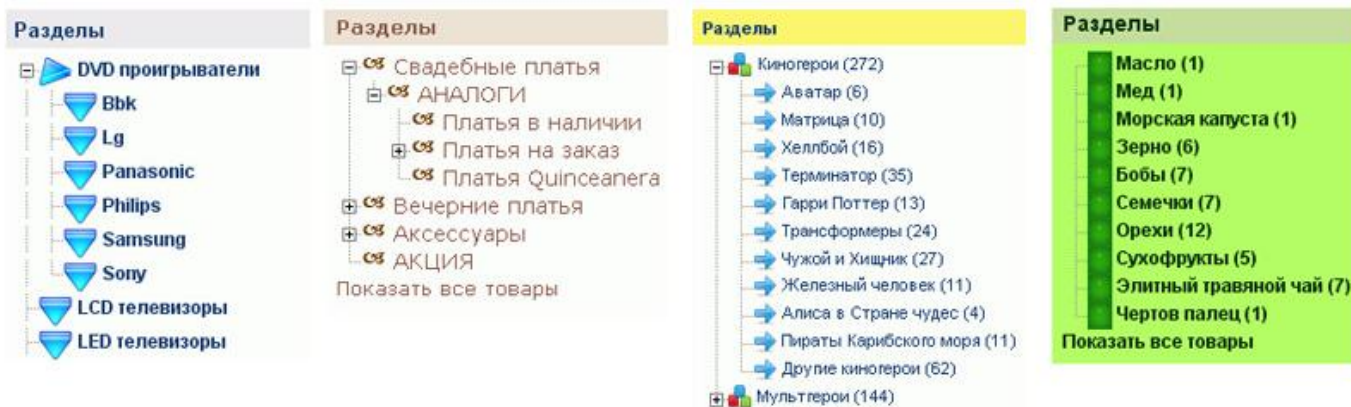 Разделы
DVD проигрыватели
Bbk
Lg
Panasonic
Philips
Samsung
Sony
LCD телевизоры
LED телевизоры
Разделы
Свадебные платья
АНАЛОГИ
Платья в наличии
Платья на заказ
Платья Quinceanera
Вечерние платья
Аксессуары
АКЦИЯ
Показать все товары
Разделы
Киногерои (272)
Аватар (6)
Матрица (10)
Хеллбой (16)
Терминатор (35)
Гарри Поттер (13)
Трансформеры (24)
Чужой и Хищник (27)
Железный человек (11)
Алиса в Стране чудес (4)
Пираты Карибского моря (11)
Другие киногерои (62)
Мультгерои (144)
Разделы
Масло (1)
Мед (1)
Морская капуста (1)
Зерно (6)
Бобы (7)
Семечки (7)
Орехи (12)
Сухофрукты (5)
Элитный травяной чай (7)
Чертов палец (1)
Показать все товары